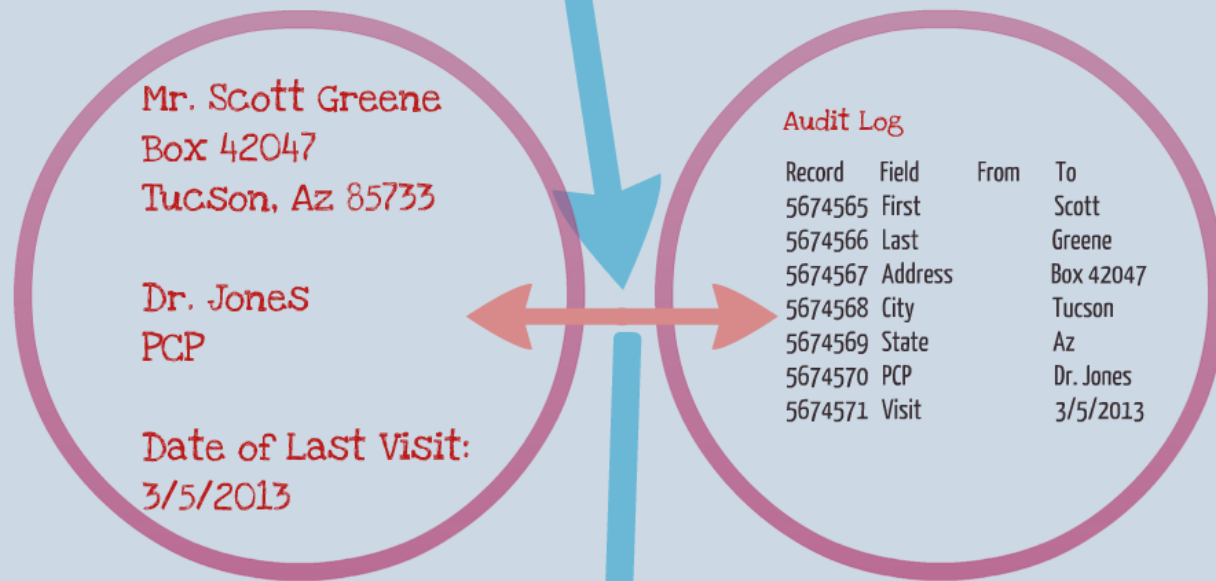 Mr. Scott Greene
Box 42047
Tucson, Az 85733
Dr. Jones
PCP
Date of Last Visit:
3/5/2013
Audit Log
Record Field From To
5674565 First Scott
5674566 Last Greene
5674567 Address Box 42047
5674568 City Tucson
5674569 State Az
5674570 PCP Dr. Jones
5674571 Visit 3/5/2013